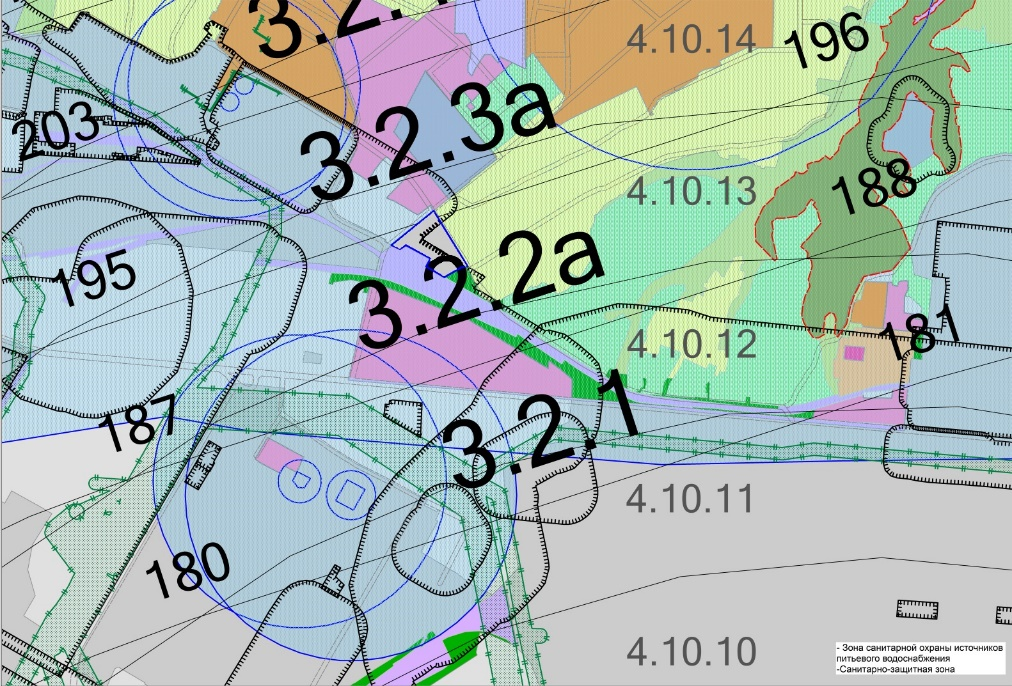 3.2.
4.10.14
196
203
3.2.3а
4.10.13
188
195
3.2.2а
4.10.12
181
187
3.2.1
4.10.11
180
4.10.10
- Зона санитарной охраны источников
питьевого водоснабжения
-Санитарно-защитная зона